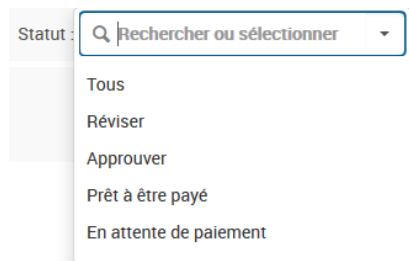 Statut : Rechercher ou sélectionner
Tous
Réviser
Approuver
Prêt à être payé
En attente de paiement